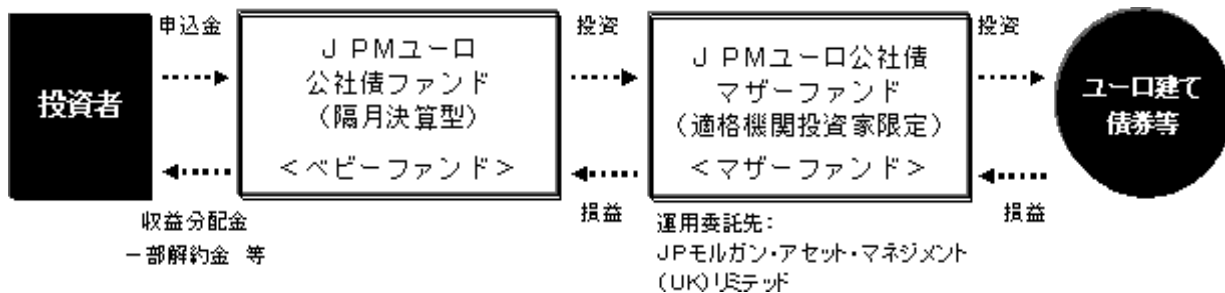 申込金
投資
投資
投資者
JPMユーロ
公社債ファンド
（隔月決算型）
＜ベビーファンド＞
JPMユーロ公社債
マザーファンド
（適格機関投資家限定）
＜マザーファンド＞
ユーロ建て
債券等
収益分配金
一部解約金 等
損益
損益
運用委託先：
JPモルガン・アセット・マネジメント
（UK）リミテッド